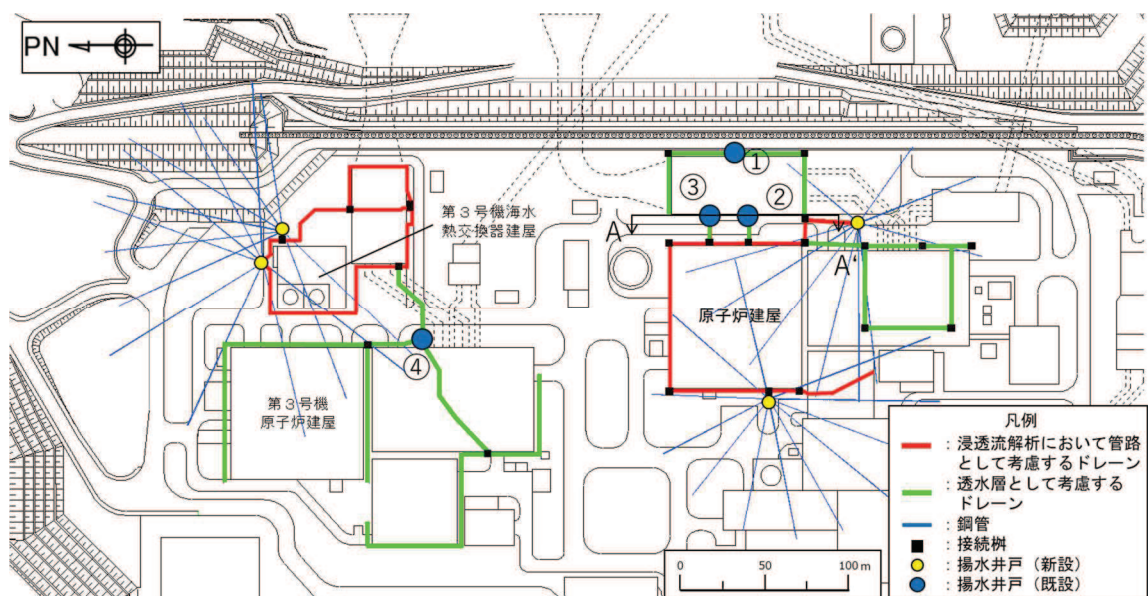 PN
①
③
②
A
A'
第３号機海水
熱交換器建屋
原子炉建屋
④
第３号機
原子炉建屋
凡例
：浸透流解析において管路
として考慮するドレーン
：透水層として考慮する
ドレーン
：鋼管
：接続桝
：揚水井戸（新設）
：揚水井戸（既設）
0 50 100 m